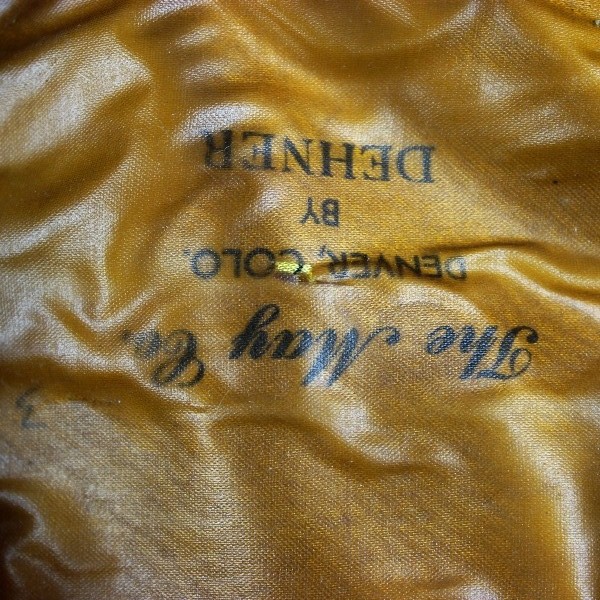 The May Co.
DENVER, COLO.
BY
DEHNER